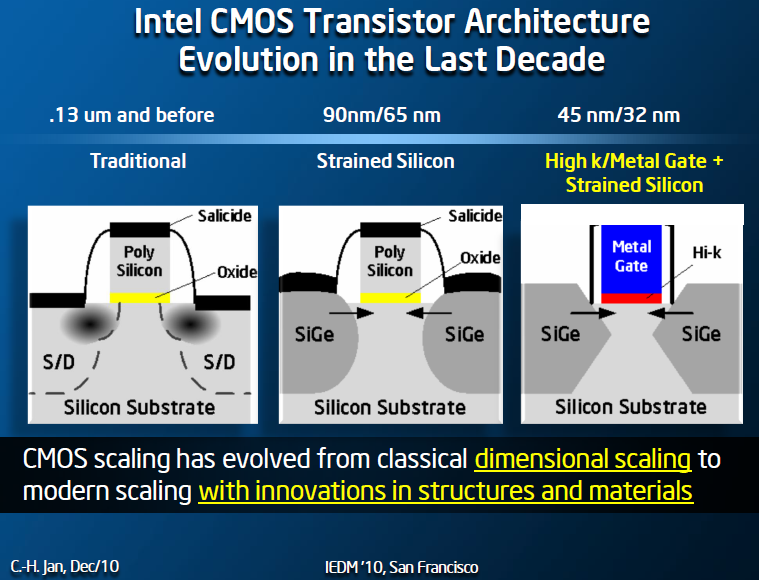 Intel CMOS Transistor Architecture
Evolution in the Last Decade
.13 um and before
90nm/65 nm
45 nm/32 nm
Traditional
Strained Silicon
High k/Metal Gate +
Strained Silicon
Salicide
Poly
Silicon
Oxide
S/D
S/D
Silicon Substrate
Salicide
Poly
Silicon
Oxide
SiGe
SiGe
Silicon Substrate
Metal
Gate
Hi-k
SiGe
SiGe
Silicon Substrate
CMOS scaling has evolved from classical dimensional scaling to
modern scaling with innovations in structures and materials
C.-H. Jan, Dec/10
IEDM '10, San Francisco